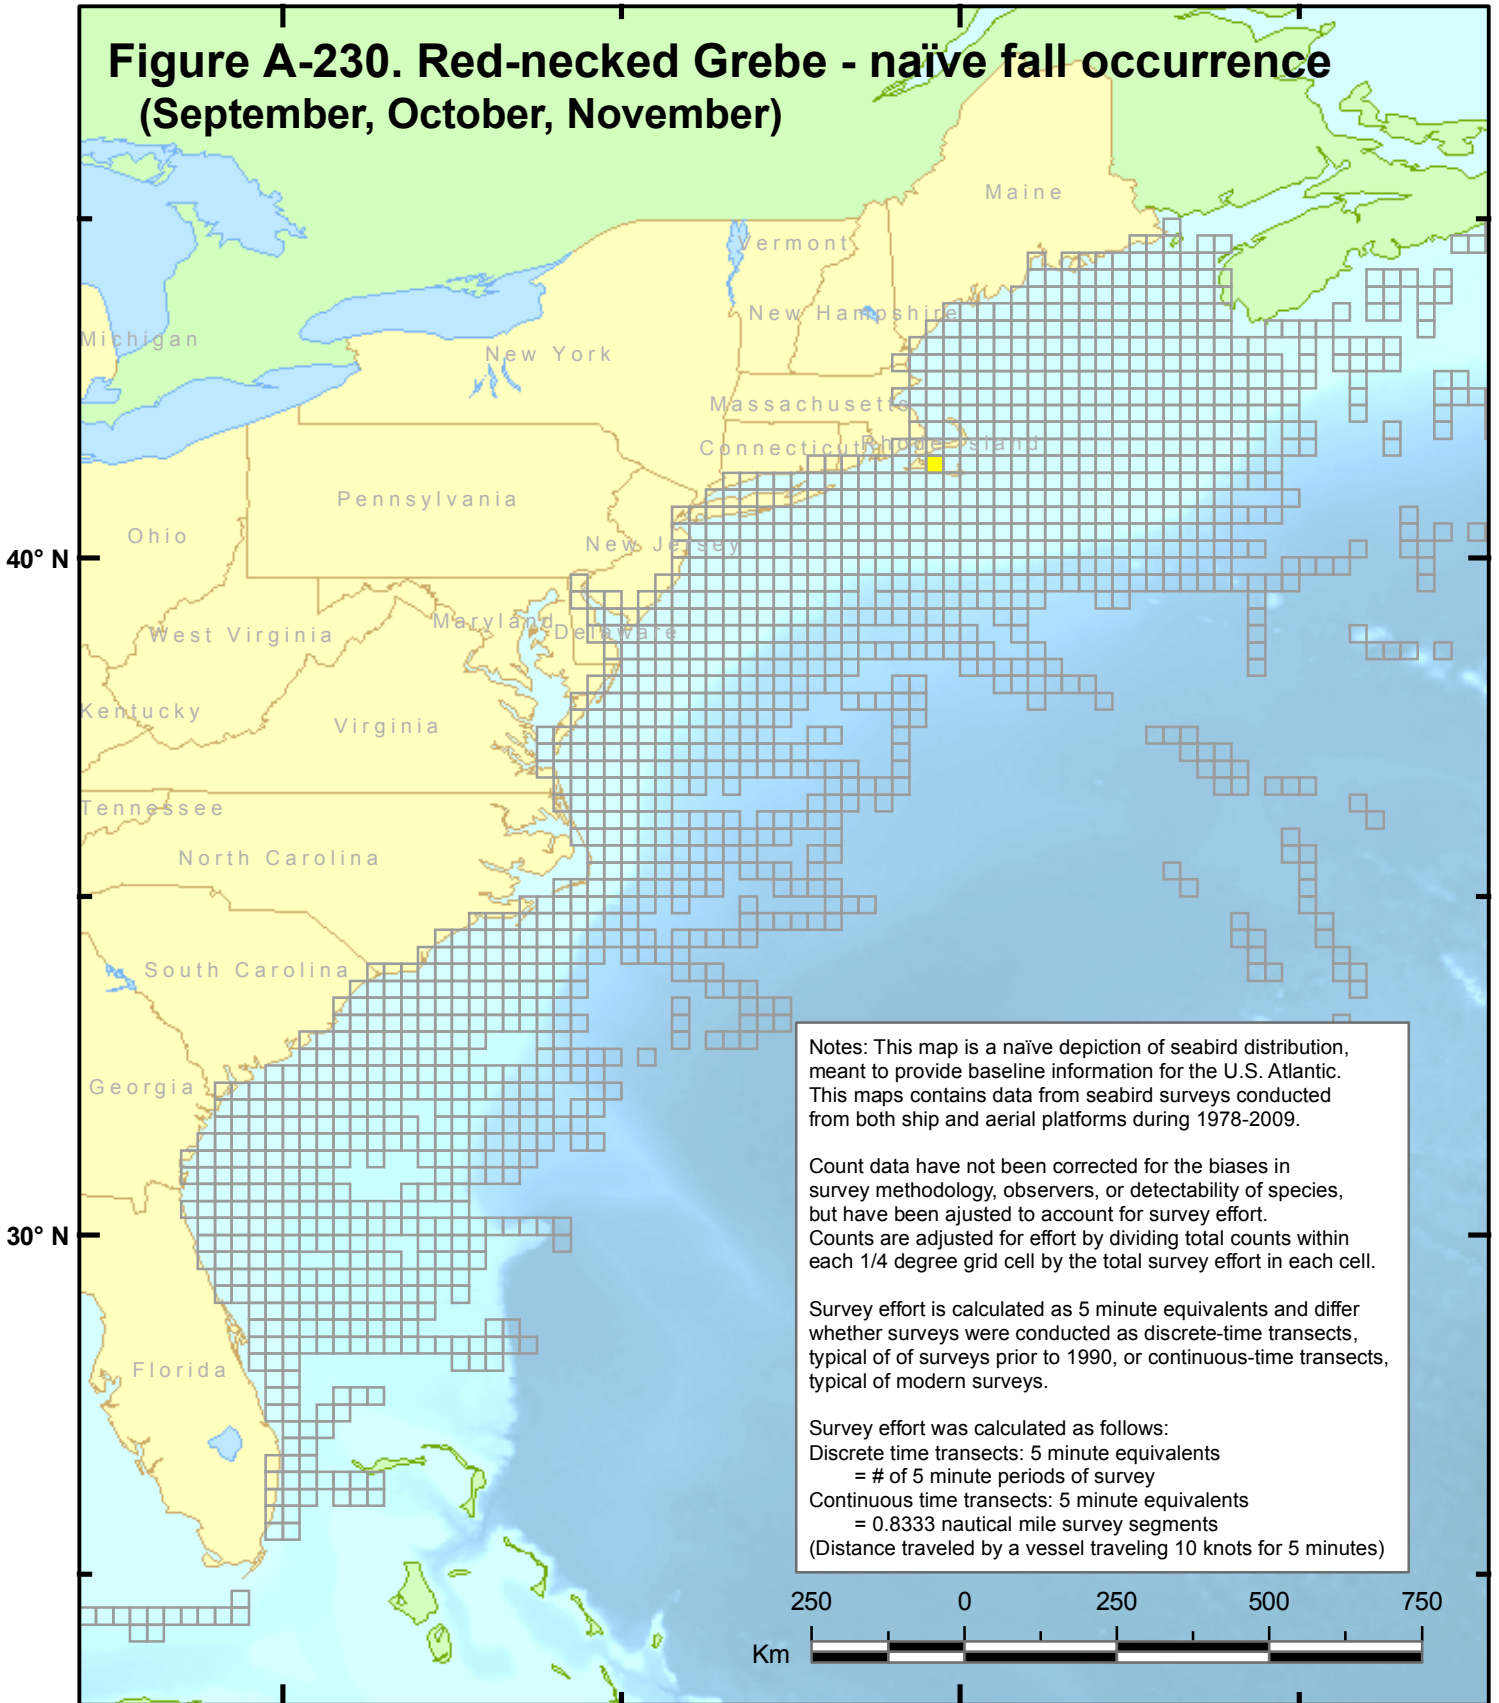 Figure A-230. Red-necked Grebe - naïve fall occurrence
(September, October, November)
Maine
Vermont
New Hampshire
Michigan
New York
Massachusetts
Connecticut
Rhode Island
Pennsylvania
Ohio
New Jersey
40° N
Maryland
Delaware
West Virginia
Kentucky
Virginia
Tennessee
North Carolina
South Carolina
Georgia
30° N
Florida
Notes: This map is a naïve depiction of seabird distribution,
meant to provide baseline information for the U.S. Atlantic.
This maps contains data from seabird surveys conducted
from both ship and aerial platforms during 1978-2009.
Count data have not been corrected for the biases in
survey methodology, observers, or detectability of species,
but have been ajusted to account for survey effort.
Counts are adjusted for effort by dividing total counts within
each 1/4 degree grid cell by the total survey effort in each cell.
Survey effort is calculated as 5 minute equivalents and differ
whether surveys were conducted as discrete-time transects,
typical of of surveys prior to 1990, or continuous-time transects,
typical of modern surveys.
Survey effort was calculated as follows:
Discrete time transects: 5 minute equivalents
= # of 5 minute periods of survey
Continuous time transects: 5 minute equivalents
= 0.8333 nautical mile survey segments
(Distance traveled by a vessel traveling 10 knots for 5 minutes)
250 0 250 500 750
Km